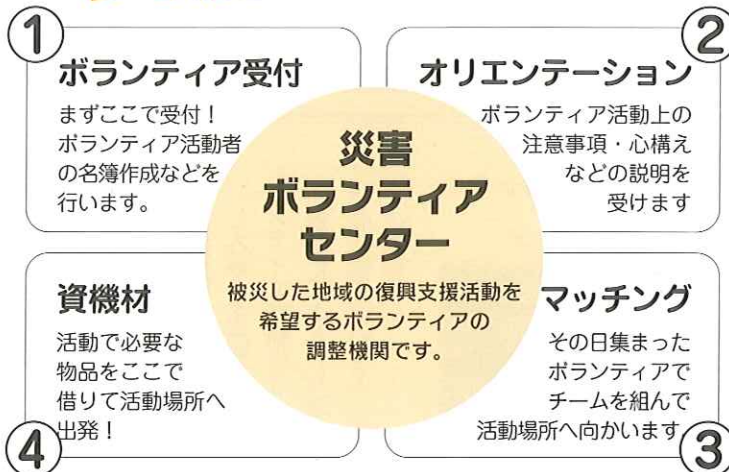 ①
ボランティア受付
まずここで受付！
ボランティア活動者
の名簿作成などを
行います。
②
オリエンテーション
ボランティア活動上の
注意事項・心構え
などの説明を
受けます
災害
ボランティア
センター
被災した地域の復興支援活動を
希望するボランティアの
調整機関です。
③
マッチング
その日集まった
ボランティアで
チームを組んで
活動場所へ向かいます。
④
資機材
活動で必要な
物品をここで
借りて活動場所へ
出発！